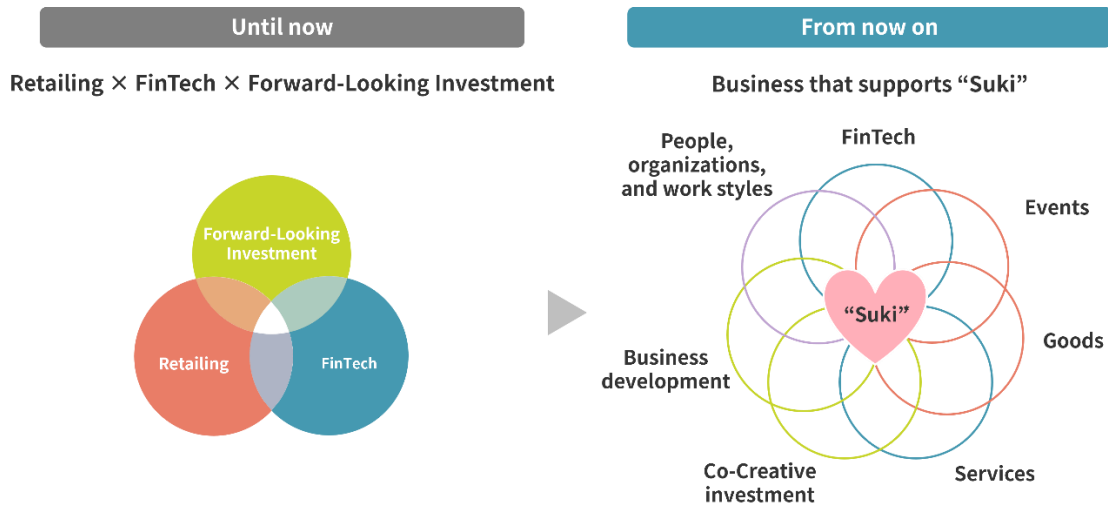 Until now
Retailing × FinTech × Forward-Looking Investment
Forward-Looking
Investment
Retailing
FinTech
From now on
Business that supports “Suki”
FinTech
People,
organizations,
and work styles
Events
“Suki”
Goods
Business
development
Services
Co-Creative
investment